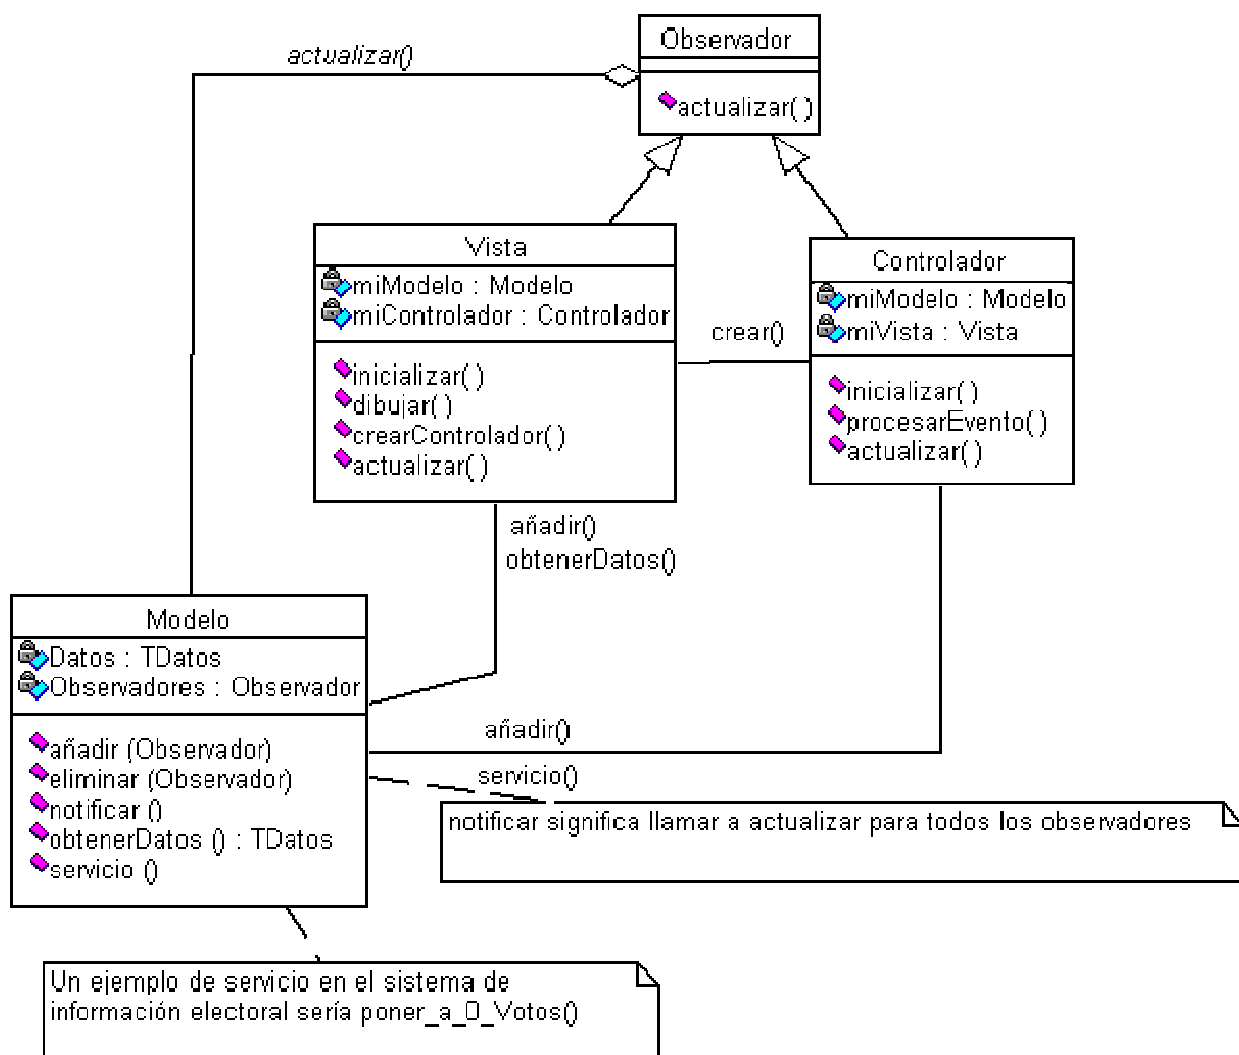 Observador
actualizar()
actualizar( )
Vista
miModelo : Modelo
miControlador : Controlador
inicializar( )
dibujar( )
crearControlador( )
actualizar( )
crear()
Controlador
miModelo : Modelo
miVista : Vista
inicializar( )
procesarEvento( )
actualizar( )
añadir()
obtenerDatos()
Modelo
Datos : TDatos
Observadores : Observador
añadir (Observador)
eliminar (Observador)
notificar ()
obtenerDatos () : TDatos
servicio ()
añadir()
servicio()
notificar significa llamar a actualizar para todos los observadores
Un ejemplo de servicio en el sistema de
información electoral sería poner_a_0_Votos()